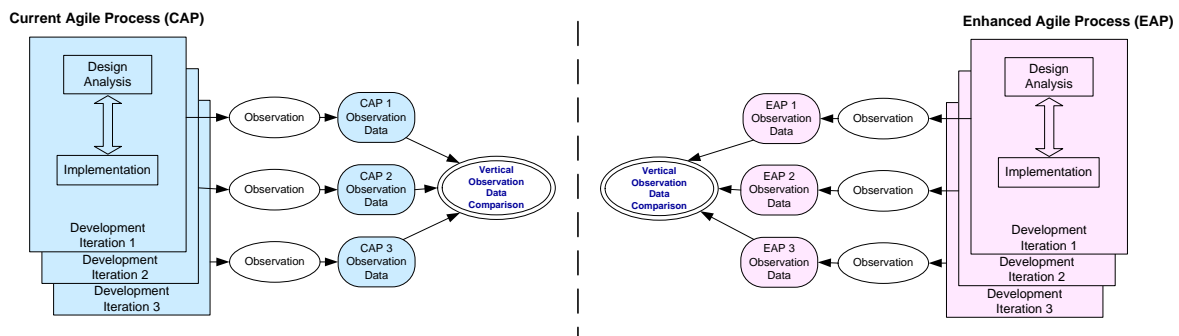 Current Agile Process (CAP)
Design
Analysis
Implementation
Development
Iteration 1
Development
Iteration 2
Development
Iteration 3
Observation
Observation
Observation
CAP 1
Observation
Data
CAP 2
Observation
Data
CAP 3
Observation
Data
Vertical
Observation
Data
Comparison
Enhanced Agile Process (EAP)
Vertical
Observation
Data
Comparison
EAP 1
Observation
Data
EAP 2
Observation
Data
EAP 3
Observation
Data
Observation
Observation
Observation
Design
Analysis
Implementation
Development
Iteration 1
Development
Iteration 2
Development
Iteration 3